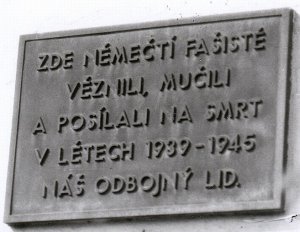 ZDE NĚMEČTÍ FAŠISTÉ
VĚZNILI, MUČILI
A POSÍLALI NA SMRT
V LÉTECH 1939-1945
NÁŠ ODBOJNÝ LID.